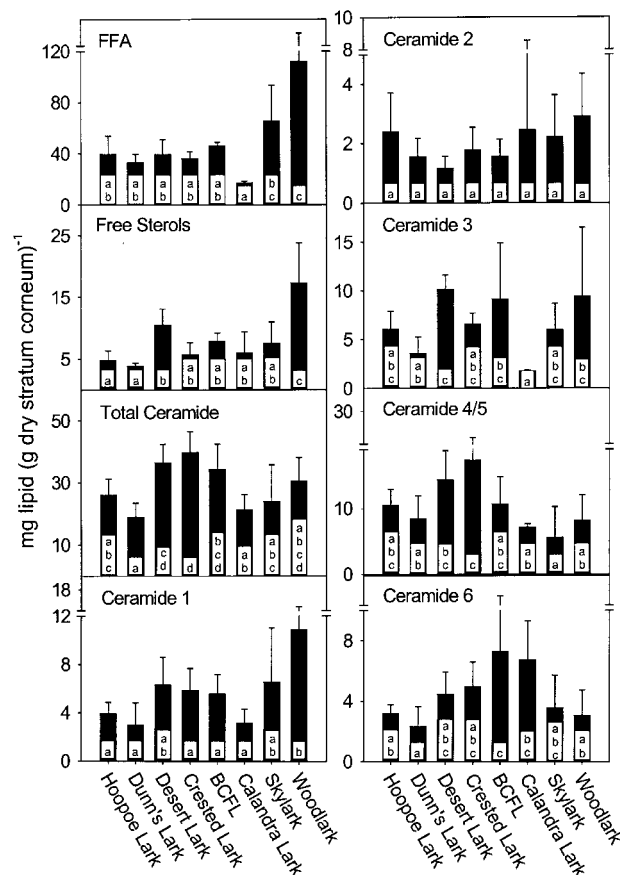 mg lipid (g dry stratum corneum)⁻¹
FFA
120
80
40
0
a a a a a b
b b b b b a c c
Ceramide 2
10
8
4
2
0
a a a a a a a a
Free Sterols
25
15
5
a a a a
a a b b b b b c
Ceramide 3
15
10
5
0
a a a
b a b b b b
c b c c c a c c
Total Ceramide
50
30
10
a
a b a b
b c c a b c
c a d d d b c d
Ceramide 4/5
30
10
0
a a
b a b b a a
c b c c c b a b
Ceramide 1
18
12
8
4
0
a a
a a b a a a b b
Ceramide 6
8
4
0
a a a
a b b b b a
b a c c c c c b
Hoopoe Lark
Dunn's Lark
Desert Lark
Crested Lark
BCFL
Calandra Lark
Skylark
Woodlark
Hoopoe Lark
Dunn's Lark
Desert Lark
Crested Lark
BCFL
Calandra Lark
Skylark
Woodlark